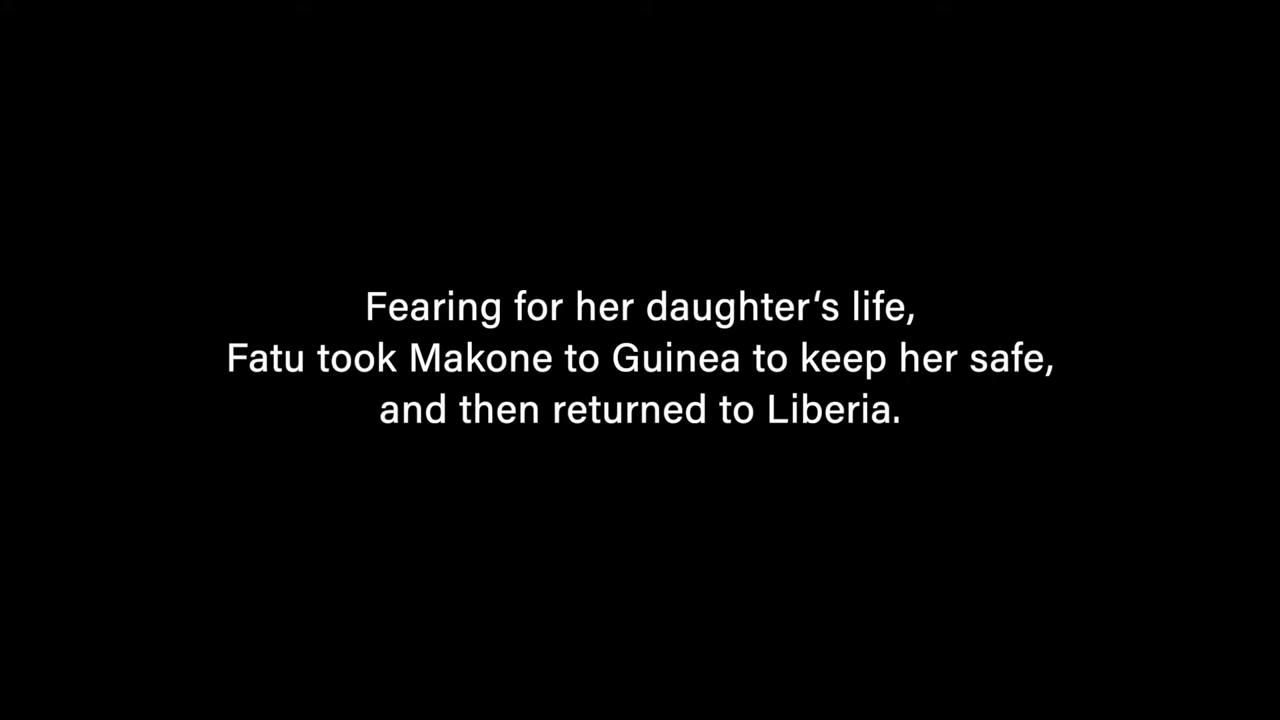 Fearing for her daughter‘s life,
Fatu took Makone to Guinea to keep her safe,
and then returned to Liberia.